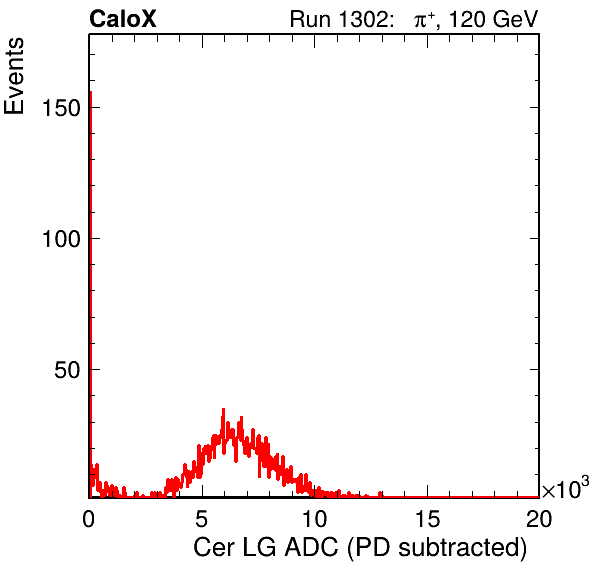 CaloX Run 1302: π⁺, 120 GeV
Events
150
100
50
0 5 10 15 20
×10³
Cer LG ADC (PD subtracted)